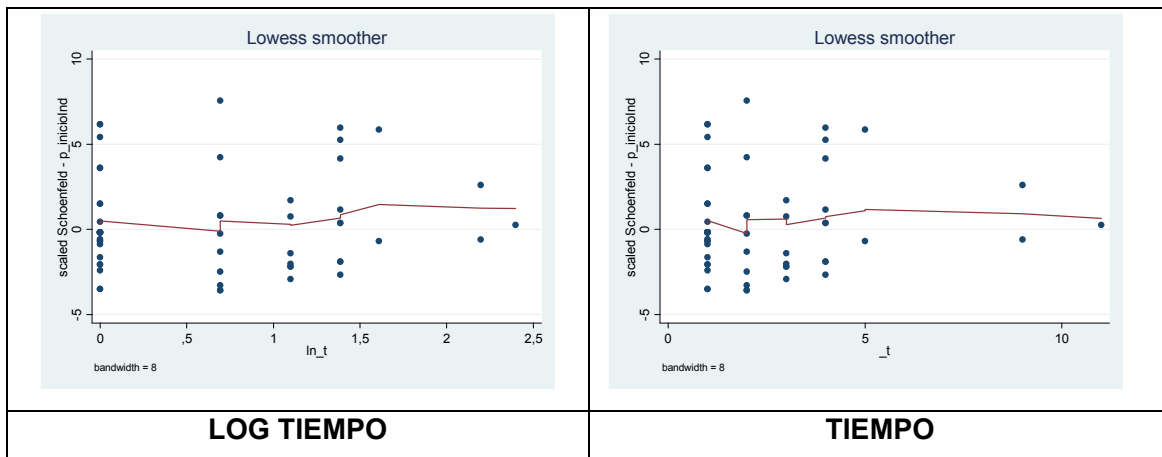 Lowess smoother
scaled Schoenfeld - p_inicioInd
10
5
0
-5
0
,5
1
1,5
2
2,5
ln_t
bandwidth = 8
Lowess smoother
scaled Schoenfeld - p_inicioInd
10
5
0
-5
0
5
10
_t
bandwidth = 8
LOG TIEMPO
TIEMPO